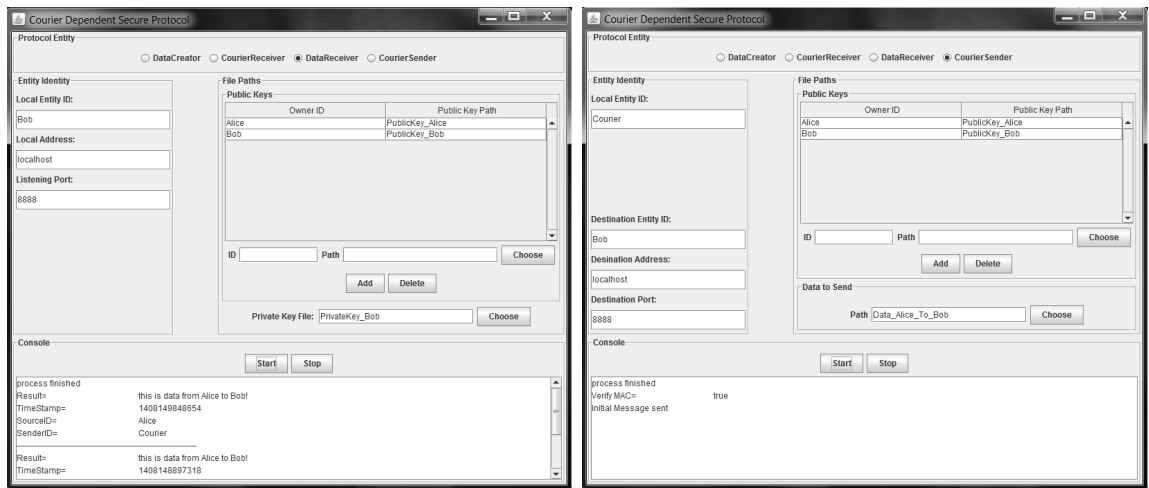 Courier Dependent Secure Protocol
Protocol Entity
DataCreator CourierReceiver DataReceiver CourierSender
Entity Identity
Local Entity ID:
Bob
Local Address:
localhost
Listening Port:
8888
File Paths
Public Keys
Owner ID Public Key Path
Alice PublicKey_Alice
Bob PublicKey_Bob
ID Path Choose
Add Delete
Private Key File: PrivateKey_Bob Choose
Console
Start Stop
process finished
Result= this is data from Alice to Bob!
TimeStamp= 1408149848654
SourceID= Alice
SenderID= Courier
Result= this is data from Alice to Bob!
TimeStamp= 1408148897318
Courier Dependent Secure Protocol
Protocol Entity
DataCreator CourierReceiver DataReceiver CourierSender
Entity Identity
Local Entity ID:
Courier
Destination Entity ID:
Bob
Desination Address:
localhost
Destination Port:
8888
File Paths
Public Keys
Owner ID Public Key Path
Alice PublicKey_Alice
Bob PublicKey_Bob
ID Path Choose
Add Delete
Data to Send
Path Data_Alice_To_Bob Choose
Console
Start Stop
process finished
Verify MAC= true
Initial Message sent